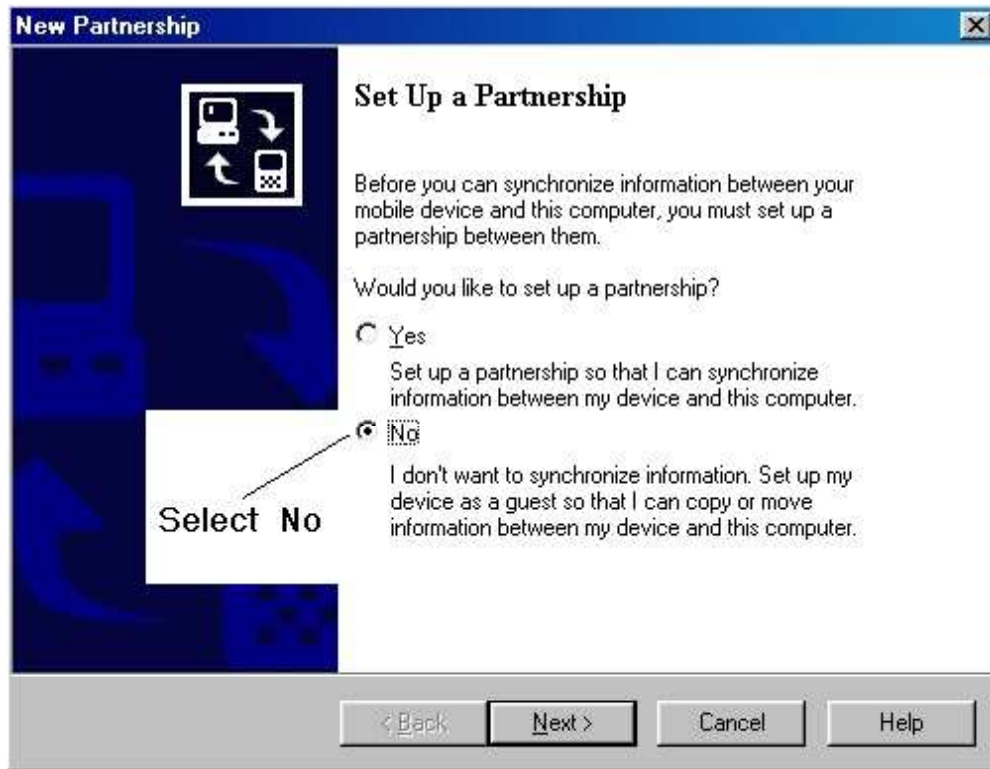 New Partnership
Set Up a Partnership
Before you can synchronize information between your
mobile device and this computer, you must set up a
partnership between them.
Would you like to set up a partnership?
Yes
Set up a partnership so that I can synchronize
information between my device and this computer.
No
I don't want to synchronize information. Set up my
device as a guest so that I can copy or move
information between my device and this computer.
Select No
< Back
Next >
Cancel
Help